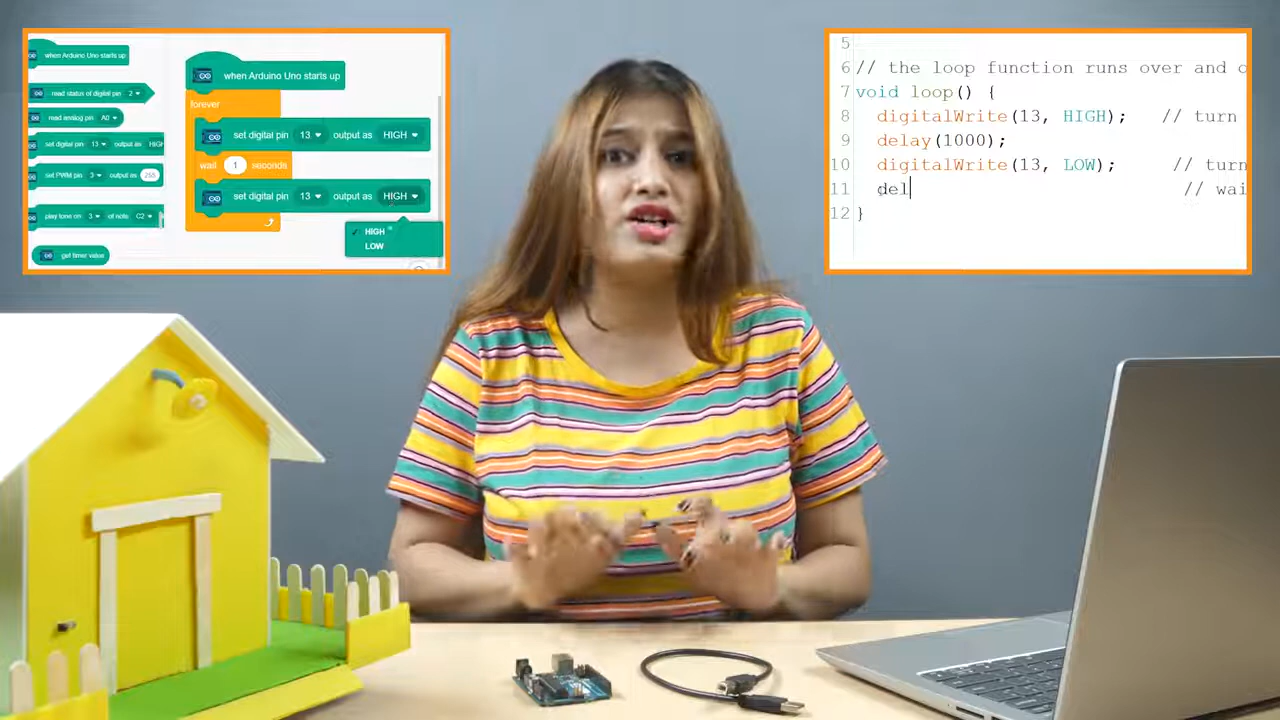 when Arduino Uno starts up
read status of digital pin 2
read analog pin A0
set digital pin 13 output as HIGH
set PWM pin 3 output as 255
play tone on 3 of note C2
get timer value
when Arduino Uno starts up
forever
set digital pin 13 output as HIGH
wait 1 seconds
set digital pin 13 output as HIGH
HIGH
LOW
5
6 // the loop function runs over and o
7 void loop() {
8 digitalWrite(13, HIGH); // turn
9 delay(1000);
10 digitalWrite(13, LOW); // turn
11 del // wai
12 }